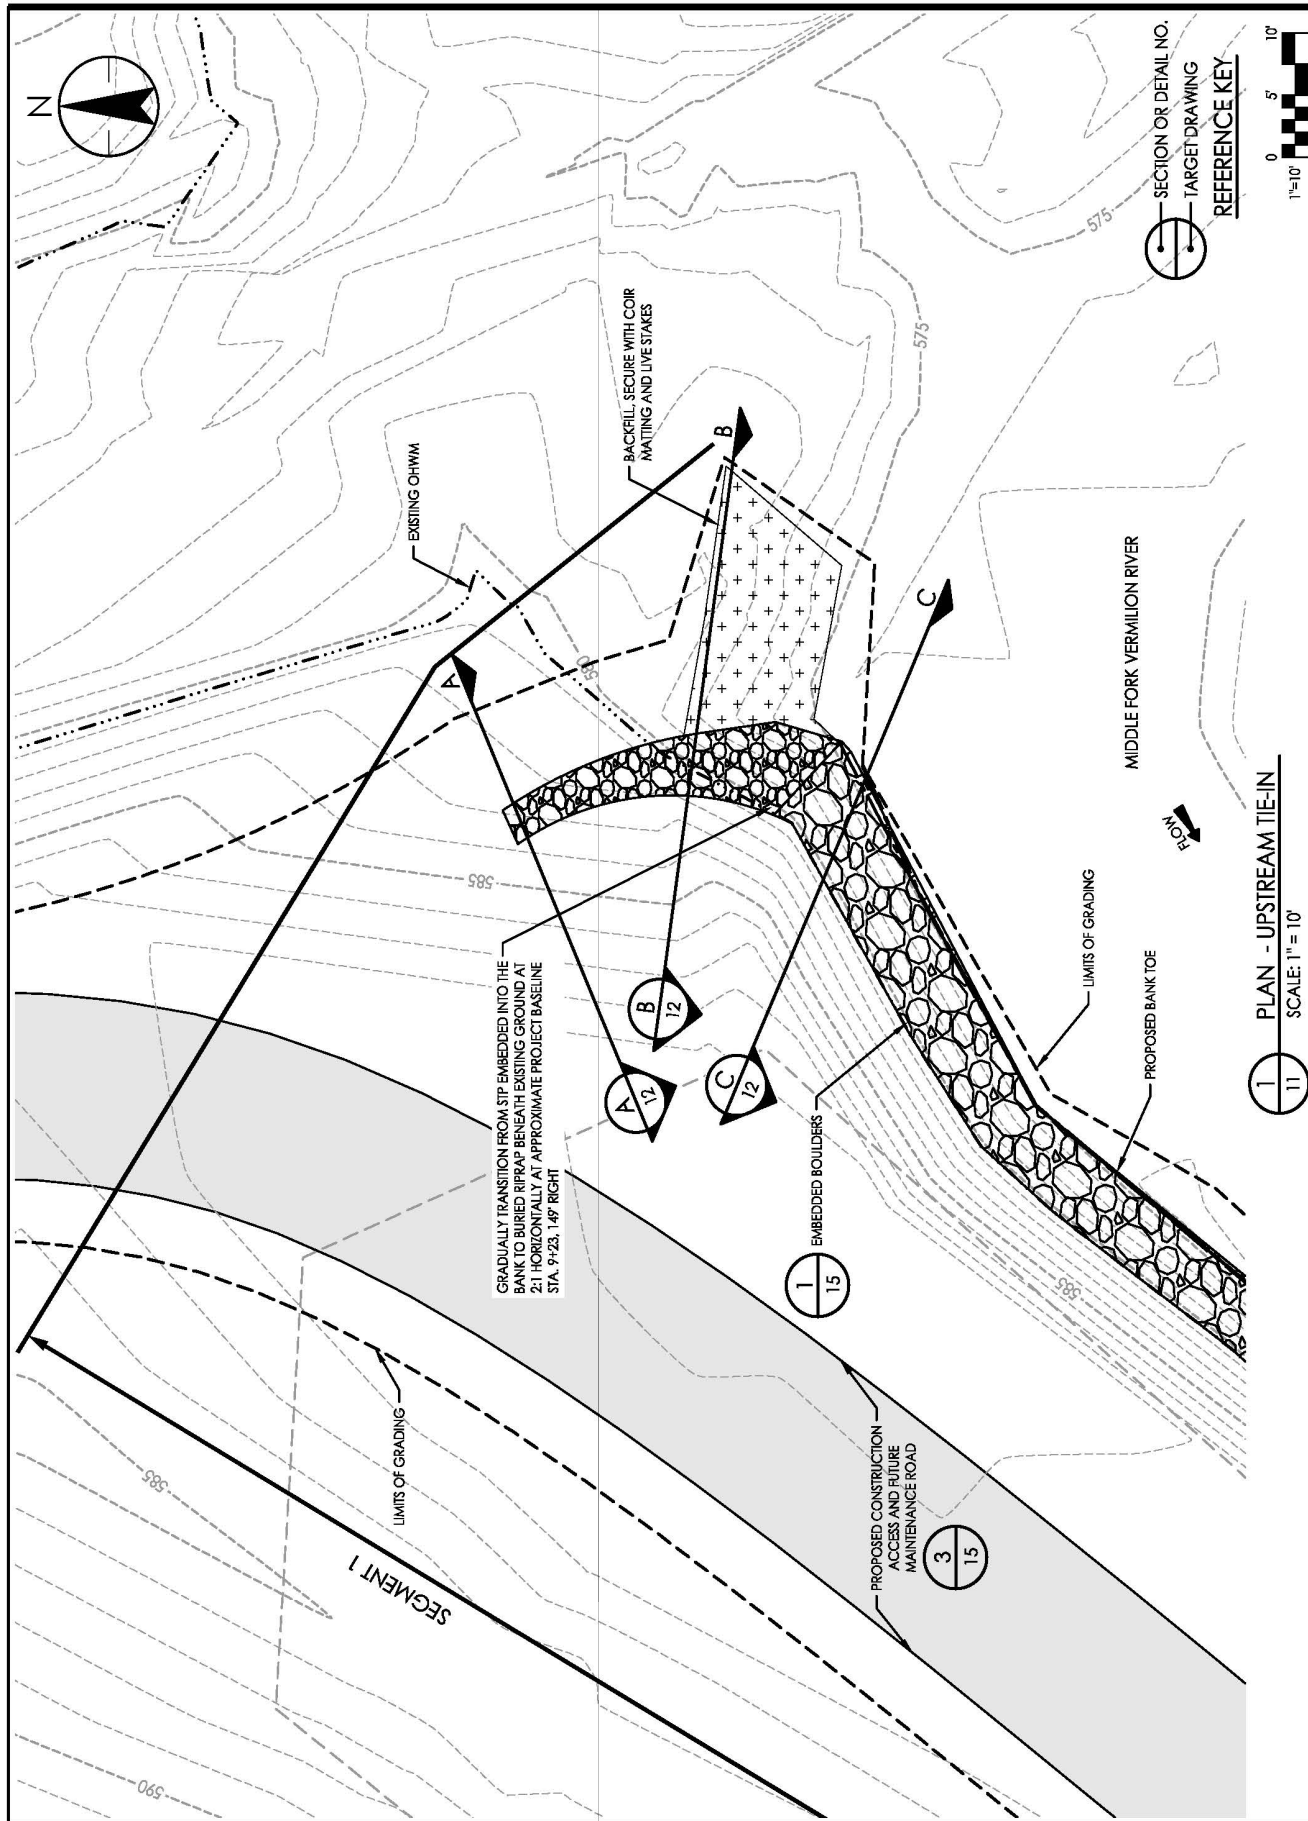 N
EXISTING OHWM
BACKFILL, SECURE WITH COIR
MATTING AND LIVE STAKES
SECTION OR DETAIL NO.
TARGET DRAWING
REFERENCE KEY
0
5'
10'
1"=10'
575
575
580
585
585
585
590
A
B
C
A
12
B
12
C
12
GRADUALLY TRANSITION FROM STP EMBEDDED INTO THE
BANK TO BURIED RIPRAP BENEATH EXISTING GROUND AT
2:1 HORIZONTALLY AT APPROXIMATE PROJECT BASELINE
STA. 9+23, 149' RIGHT
MIDDLE FORK VERMILION RIVER
FLOW
LIMITS OF GRADING
PROPOSED BANK TOE
EMBEDDED BOULDERS
1
15
LIMITS OF GRADING
SEGMENT 1
PROPOSED CONSTRUCTION
ACCESS AND FUTURE
MAINTENANCE ROAD
3
15
1
11
PLAN - UPSTREAM TIE-IN
SCALE: 1" = 10'